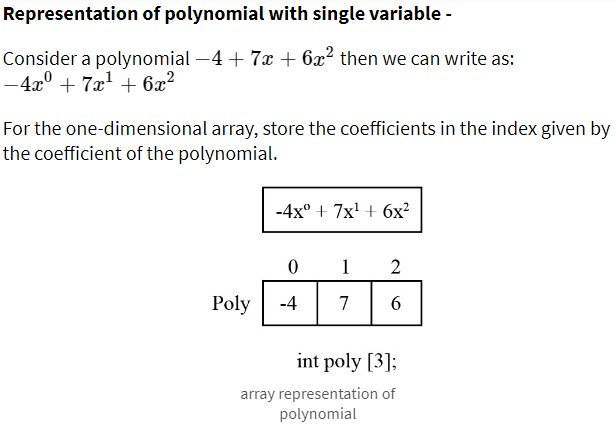 Representation of polynomial with single variable -
Consider a polynomial −4 + 7x + 6x² then we can write as:
−4x⁰ + 7x¹ + 6x²
For the one-dimensional array, store the coefficients in the index given by
the coefficient of the polynomial.
-4x⁰ + 7x¹ + 6x²
0 1 2
Poly -4 7 6
int poly [3];
array representation of
polynomial